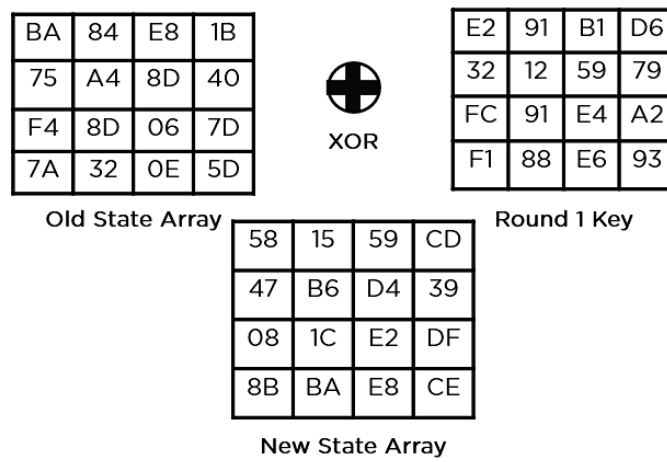 BA 84 E8 1B
75 A4 8D 40
F4 8D 06 7D
7A 32 0E 5D
Old State Array
XOR
E2 91 B1 D6
32 12 59 79
FC 91 E4 A2
F1 88 E6 93
Round 1 Key
58 15 59 CD
47 B6 D4 39
08 1C E2 DF
8B BA E8 CE
New State Array